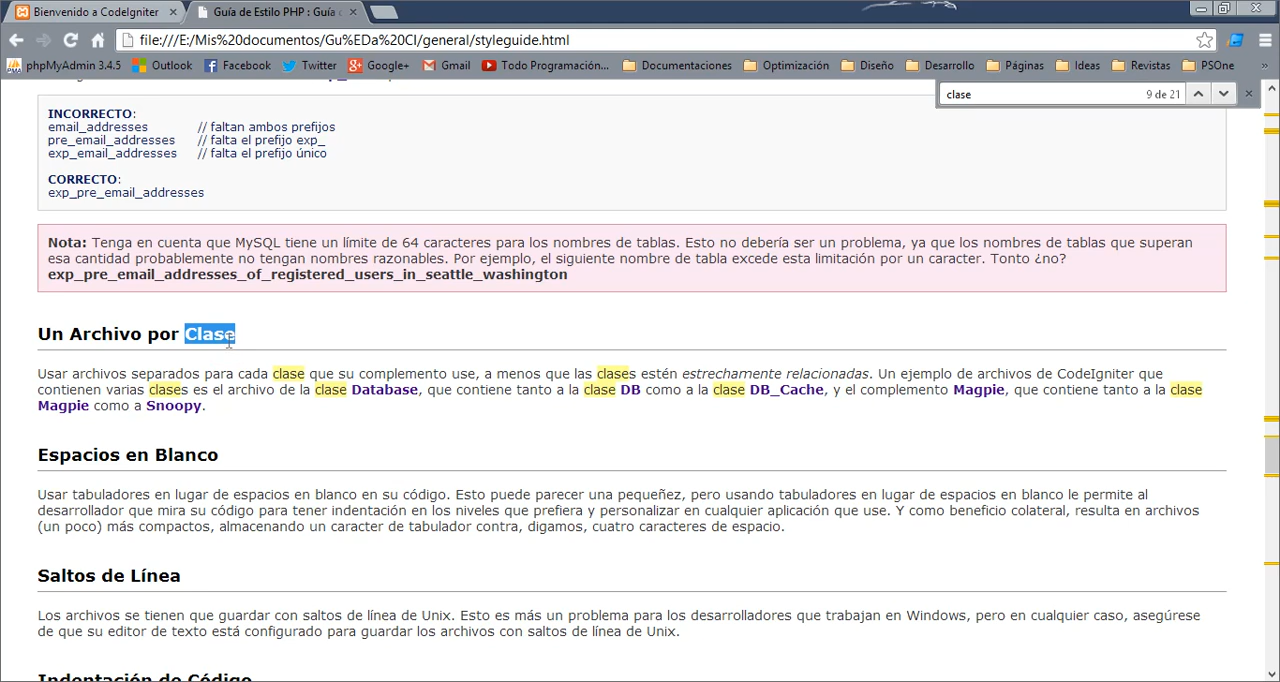 Bienvenido a CodeIgniter
Guía de Estilo PHP : Guía
file:///E:/Mis%20documentos/Gu%EDa%20CI/general/styleguide.html
phpMyAdmin 3.4.5 Outlook Facebook Twitter Google+ Gmail Todo Programación... Documentaciones Optimización Diseño Desarrollo Páginas Ideas Revistas PSOne »
clase 9 de 21
INCORRECTO:
email_addresses // faltan ambos prefijos
pre_email_addresses // falta el prefijo exp_
exp_email_addresses // falta el prefijo único
CORRECTO:
exp_pre_email_addresses
Nota: Tenga en cuenta que MySQL tiene un límite de 64 caracteres para los nombres de tablas. Esto no debería ser un problema, ya que los nombres de tablas que superan
esa cantidad probablemente no tengan nombres razonables. Por ejemplo, el siguiente nombre de tabla excede esta limitación por un caracter. Tonto ¿no?
exp_pre_email_addresses_of_registered_users_in_seattle_washington
Un Archivo por Clase
Usar archivos separados para cada clase que su complemento use, a menos que las clases estén estrechamente relacionadas. Un ejemplo de archivos de CodeIgniter que
contienen varias clases es el archivo de la clase Database, que contiene tanto a la clase DB como a la clase DB_Cache, y el complemento Magpie, que contiene tanto a la clase
Magpie como a Snoopy.
Espacios en Blanco
Usar tabuladores en lugar de espacios en blanco en su código. Esto puede parecer una pequeñez, pero usando tabuladores en lugar de espacios en blanco le permite al
desarrollador que mira su código para tener indentación en los niveles que prefiera y personalizar en cualquier aplicación que use. Y como beneficio colateral, resulta en archivos
(un poco) más compactos, almacenando un caracter de tabulador contra, digamos, cuatro caracteres de espacio.
Saltos de Línea
Los archivos se tienen que guardar con saltos de línea de Unix. Esto es más un problema para los desarrolladores que trabajan en Windows, pero en cualquier caso, asegúrese
de que su editor de texto está configurado para guardar los archivos con saltos de línea de Unix.
Indentación de Código